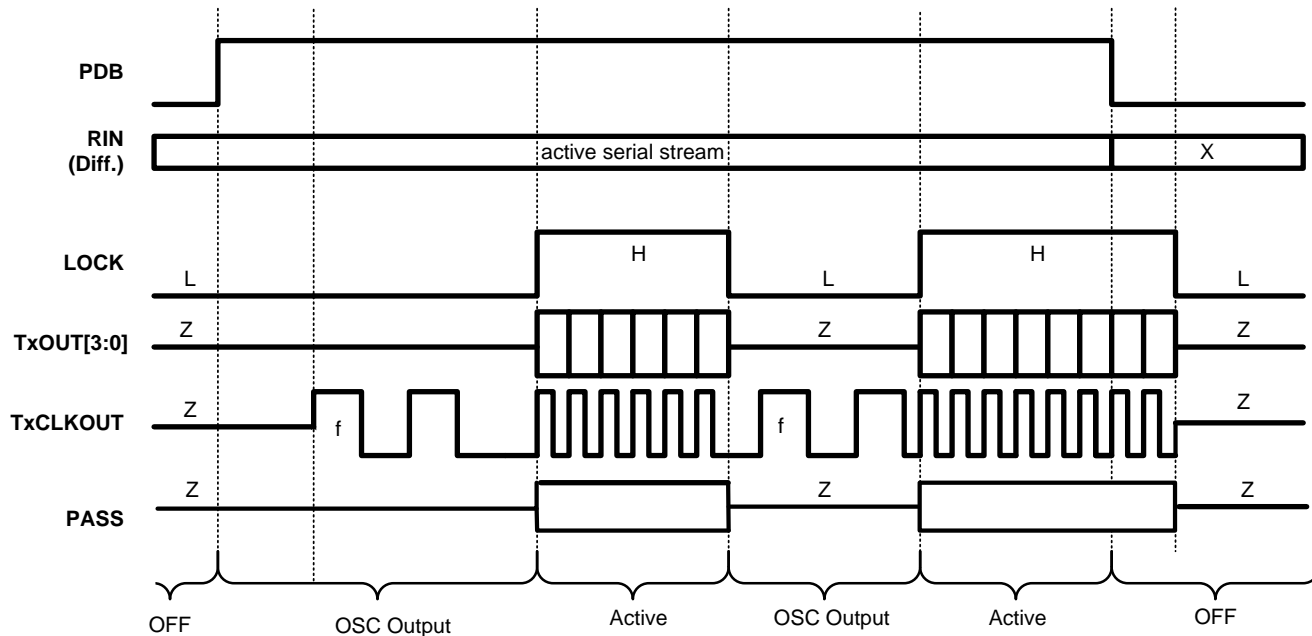 PDB
RIN
(Diff.)
active serial stream
X
LOCK
L
H
L
H
L
TxOUT[3:0]
Z
Z
Z
TxCLKOUT
Z
f
f
Z
PASS
Z
Z
Z
OFF
OSC Output
Active
OSC Output
Active
OFF